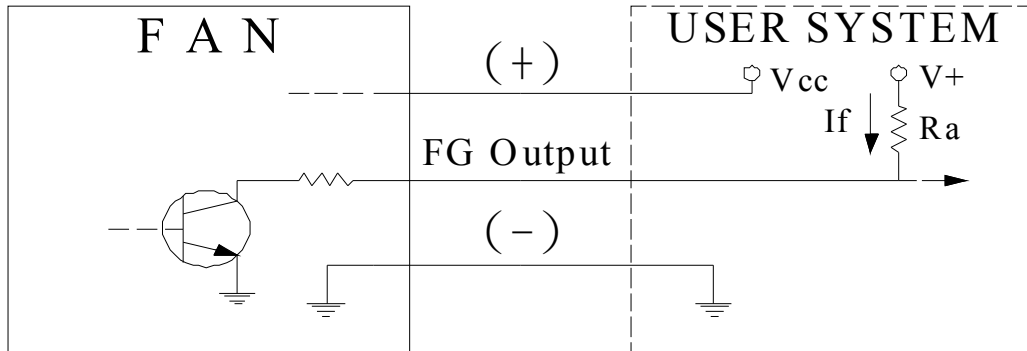 F A N
USER SYSTEM
(+)
Vcc
V+
If
Ra
FG Output
(-)